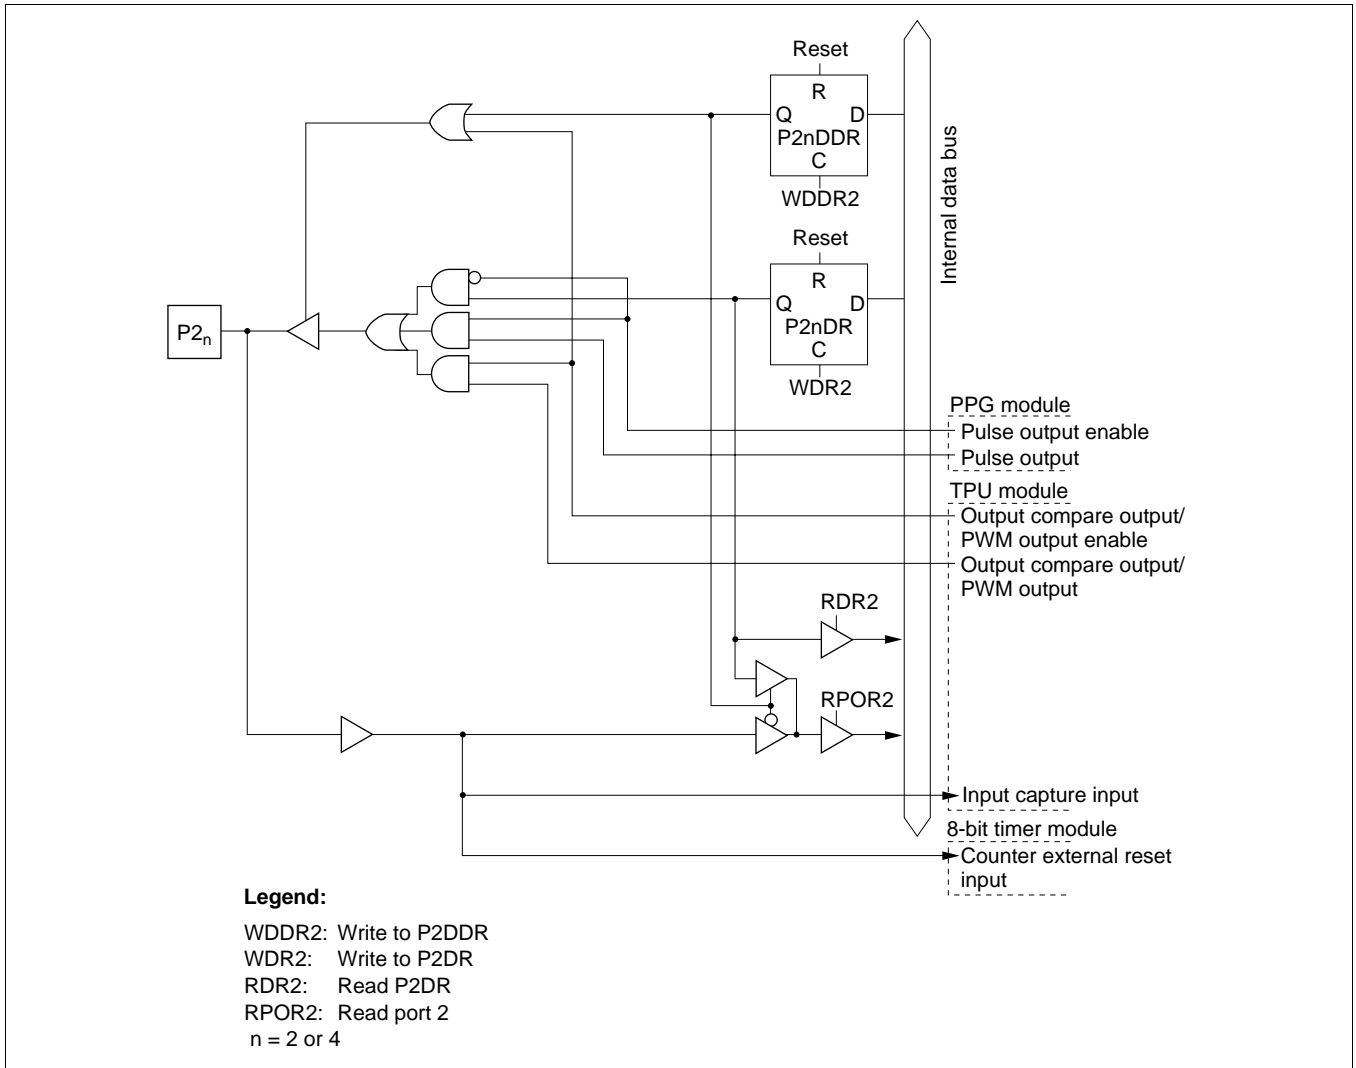 Reset
R
Q D
P2nDDR
C
WDDR2
Internal data bus
Reset
R
Q D
P2nDR
C
WDR2
P2n
PPG module
Pulse output enable
Pulse output
TPU module
Output compare output/
PWM output enable
Output compare output/
PWM output
RDR2
RPOR2
Input capture input
8-bit timer module
Counter external reset
input
Legend:
WDDR2: Write to P2DDR
WDR2: Write to P2DR
RDR2: Read P2DR
RPOR2: Read port 2
n = 2 or 4